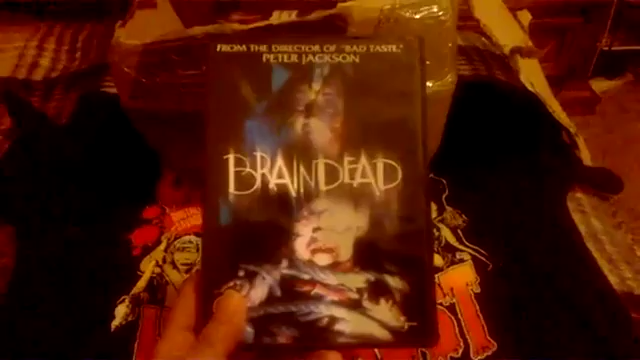 FROM THE DIRECTOR OF "BAD TASTE,"
PETER JACKSON
BRAINDEAD